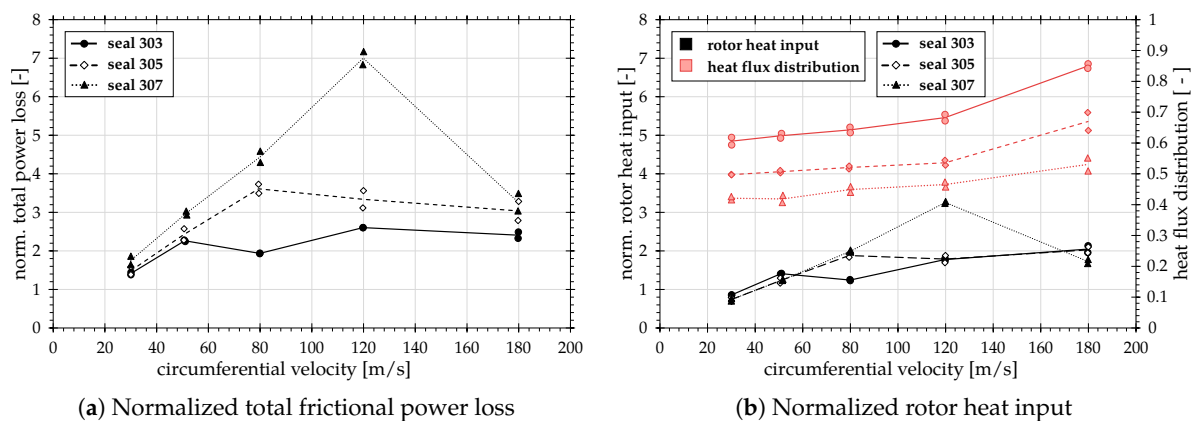 8
7
6
5
4
3
2
1
0
norm. total power loss [-]
seal 303
seal 305
seal 307
0 20 40 60 80 100 120 140 160 180 200
circumferential velocity [m/s]
(a) Normalized total frictional power loss
8
7
6
5
4
3
2
1
0
norm. rotor heat input [-]
rotor heat input
heat flux distribution
seal 303
seal 305
seal 307
1
0.9
0.8
0.7
0.6
0.5
0.4
0.3
0.2
0.1
0
heat flux distribution [ - ]
0 20 40 60 80 100 120 140 160 180 200
circumferential velocity [m/s]
(b) Normalized rotor heat input